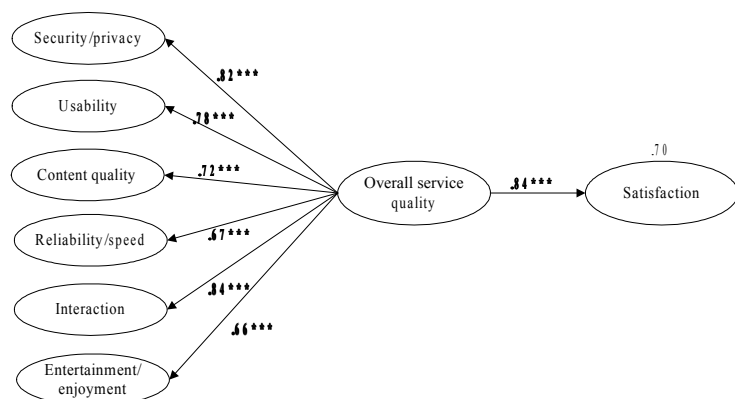 Security/privacy
.82***
Usability
.78***
Content quality
.72***
Overall service
quality
.84***
.70
Satisfaction
Reliability/speed
.67***
Interaction
.84***
.66***
Entertainment/
enjoyment